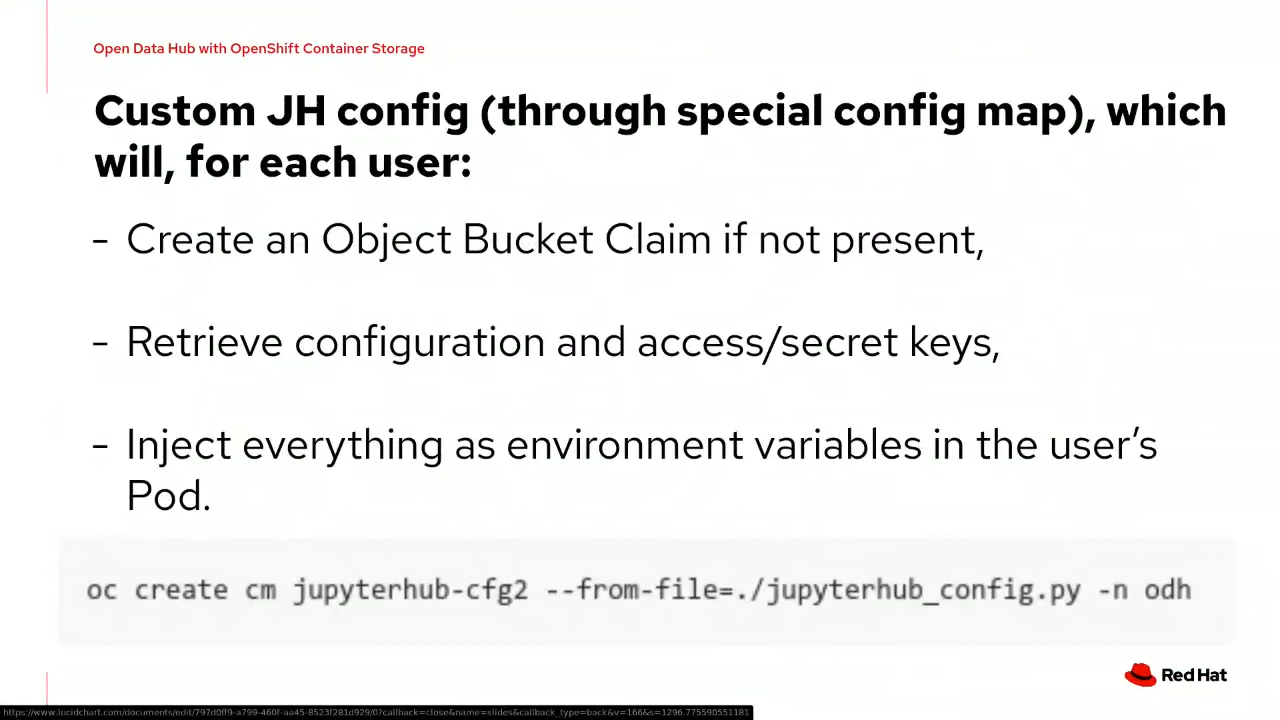 Open Data Hub with OpenShift Container Storage
Custom JH config (through special config map), which
will, for each user:
- Create an Object Bucket Claim if not present,
- Retrieve configuration and access/secret keys,
- Inject everything as environment variables in the user’s
Pod.
oc create cm jupyterhub-cfg2 --from-file=./jupyterhub_config.py -n odh
Red Hat